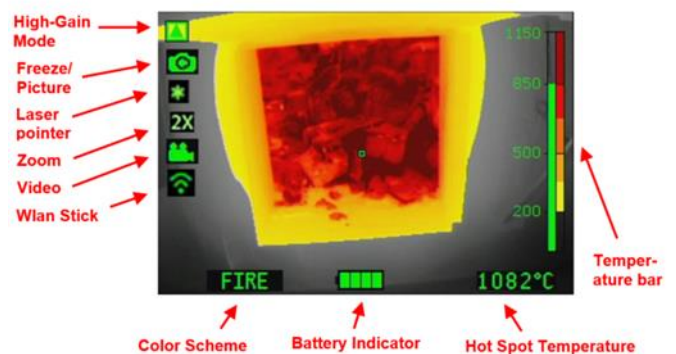 High-Gain
Mode
Freeze/
Picture
Laser
pointer
Zoom
Video
Wlan Stick
2X
1150
850
500
200
Temper-
ature bar
FIRE
1082°C
Color Scheme
Battery Indicator
Hot Spot Temperature